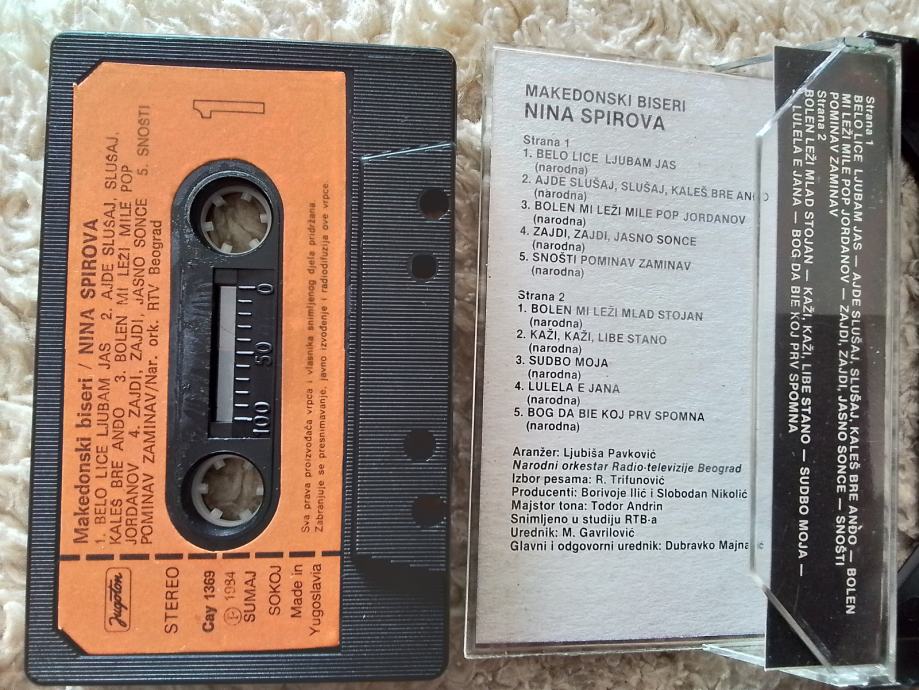 Makedonski biseri / NINA SPIROVA
1. BELO LICE LJUBAM JAS 2. AJDE SLUŠAJ, SLUŠAJ,
KALEŠ BRE ANĐO 3. BOLEN MI LEŽI MILE POP
JORDANOV 4. ZAJDI, ZAJDI, JASNO SONCE 5. SNOŠTI
POMINAV ZAMINAV/Nar. ork. RTV Beograd
1
0 50 100
Sva prava proizvođača vrpca i vlasnika snimljenog djela pridržana.
Zabranjuje se presnimavanje, javno izvođenje i radiodifuzija ove vrpce.
Jugoton
STEREO
Cay 1369
℗ 1984
SUMAJ
SOKOJ
Made in
Yugoslavia
MAKEDONSKI BISERI
NINA SPIROVA
Strana 1
1. BELO LICE LJUBAM JAS
(narodna)
2. AJDE SLUŠAJ, SLUŠAJ, KALEŠ BRE ANĐO
(narodna)
3. BOLEN MI LEŽI MILE POP JORDANOV
(narodna)
4. ZAJDI, ZAJDI, JASNO SONCE
(narodna)
5. SNOŠTI POMINAV ZAMINAV
(narodna)
Strana 2
1. BOLEN MI LEŽI MLAD STOJAN
(narodna)
2. KAŽI, KAŽI, LIBE STANO
(narodna)
3. SUDBO MOJA
(narodna)
4. LULELA E JANA
(narodna)
5. BOG DA BIE KOJ PRV SPOMNA
(narodna)
Aranžer: Ljubiša Pavković
Narodni orkestar Radio-televizije Beograd
Izbor pesama: R. Trifunović
Producenti: Borivoje Ilić i Slobodan Nikolić
Majstor tona: Todor Andrin
Snimljeno u studiju RTB-a
Urednik: M. Gavrilović
Glavni i odgovorni urednik: Dubravko
Strana 1
BELO LICE LJUBAM JAS — AJDE SLUŠAJ, SLUŠAJ, KALEŠ BRE ANĐO — BOLEN
MI LEŽI MILE POP JORDANOV — ZAJDI, ZAJDI, JASNO SONCE — SNOŠTI
POMINAV ZAMINAV
Strana 2
BOLEN LEŽI MLAD STOJAN — KAŽI, KAŽI, LIBE STANO — SUDBO MOJA —
LULELA E JANA — BOG DA BIE KOJ PRV SPOMNA